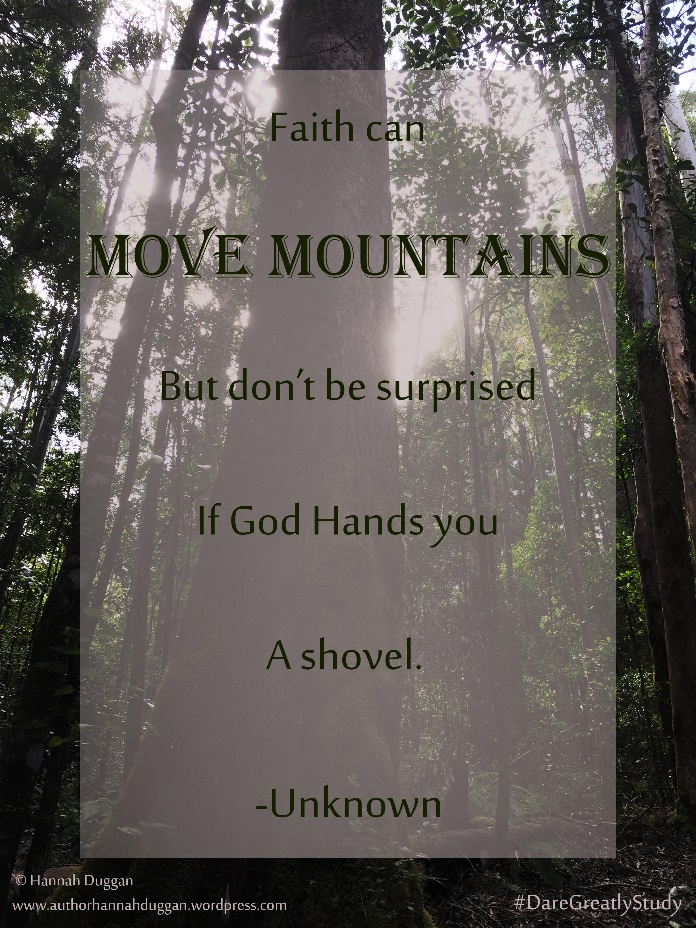 Faith can
MOVE MOUNTAINS
But don't be surprised
If God Hands you
A shovel.
-Unknown
© Hannah Duggan
www.authorhannahduggan.wordpress.com
#DareGreatlyStudy